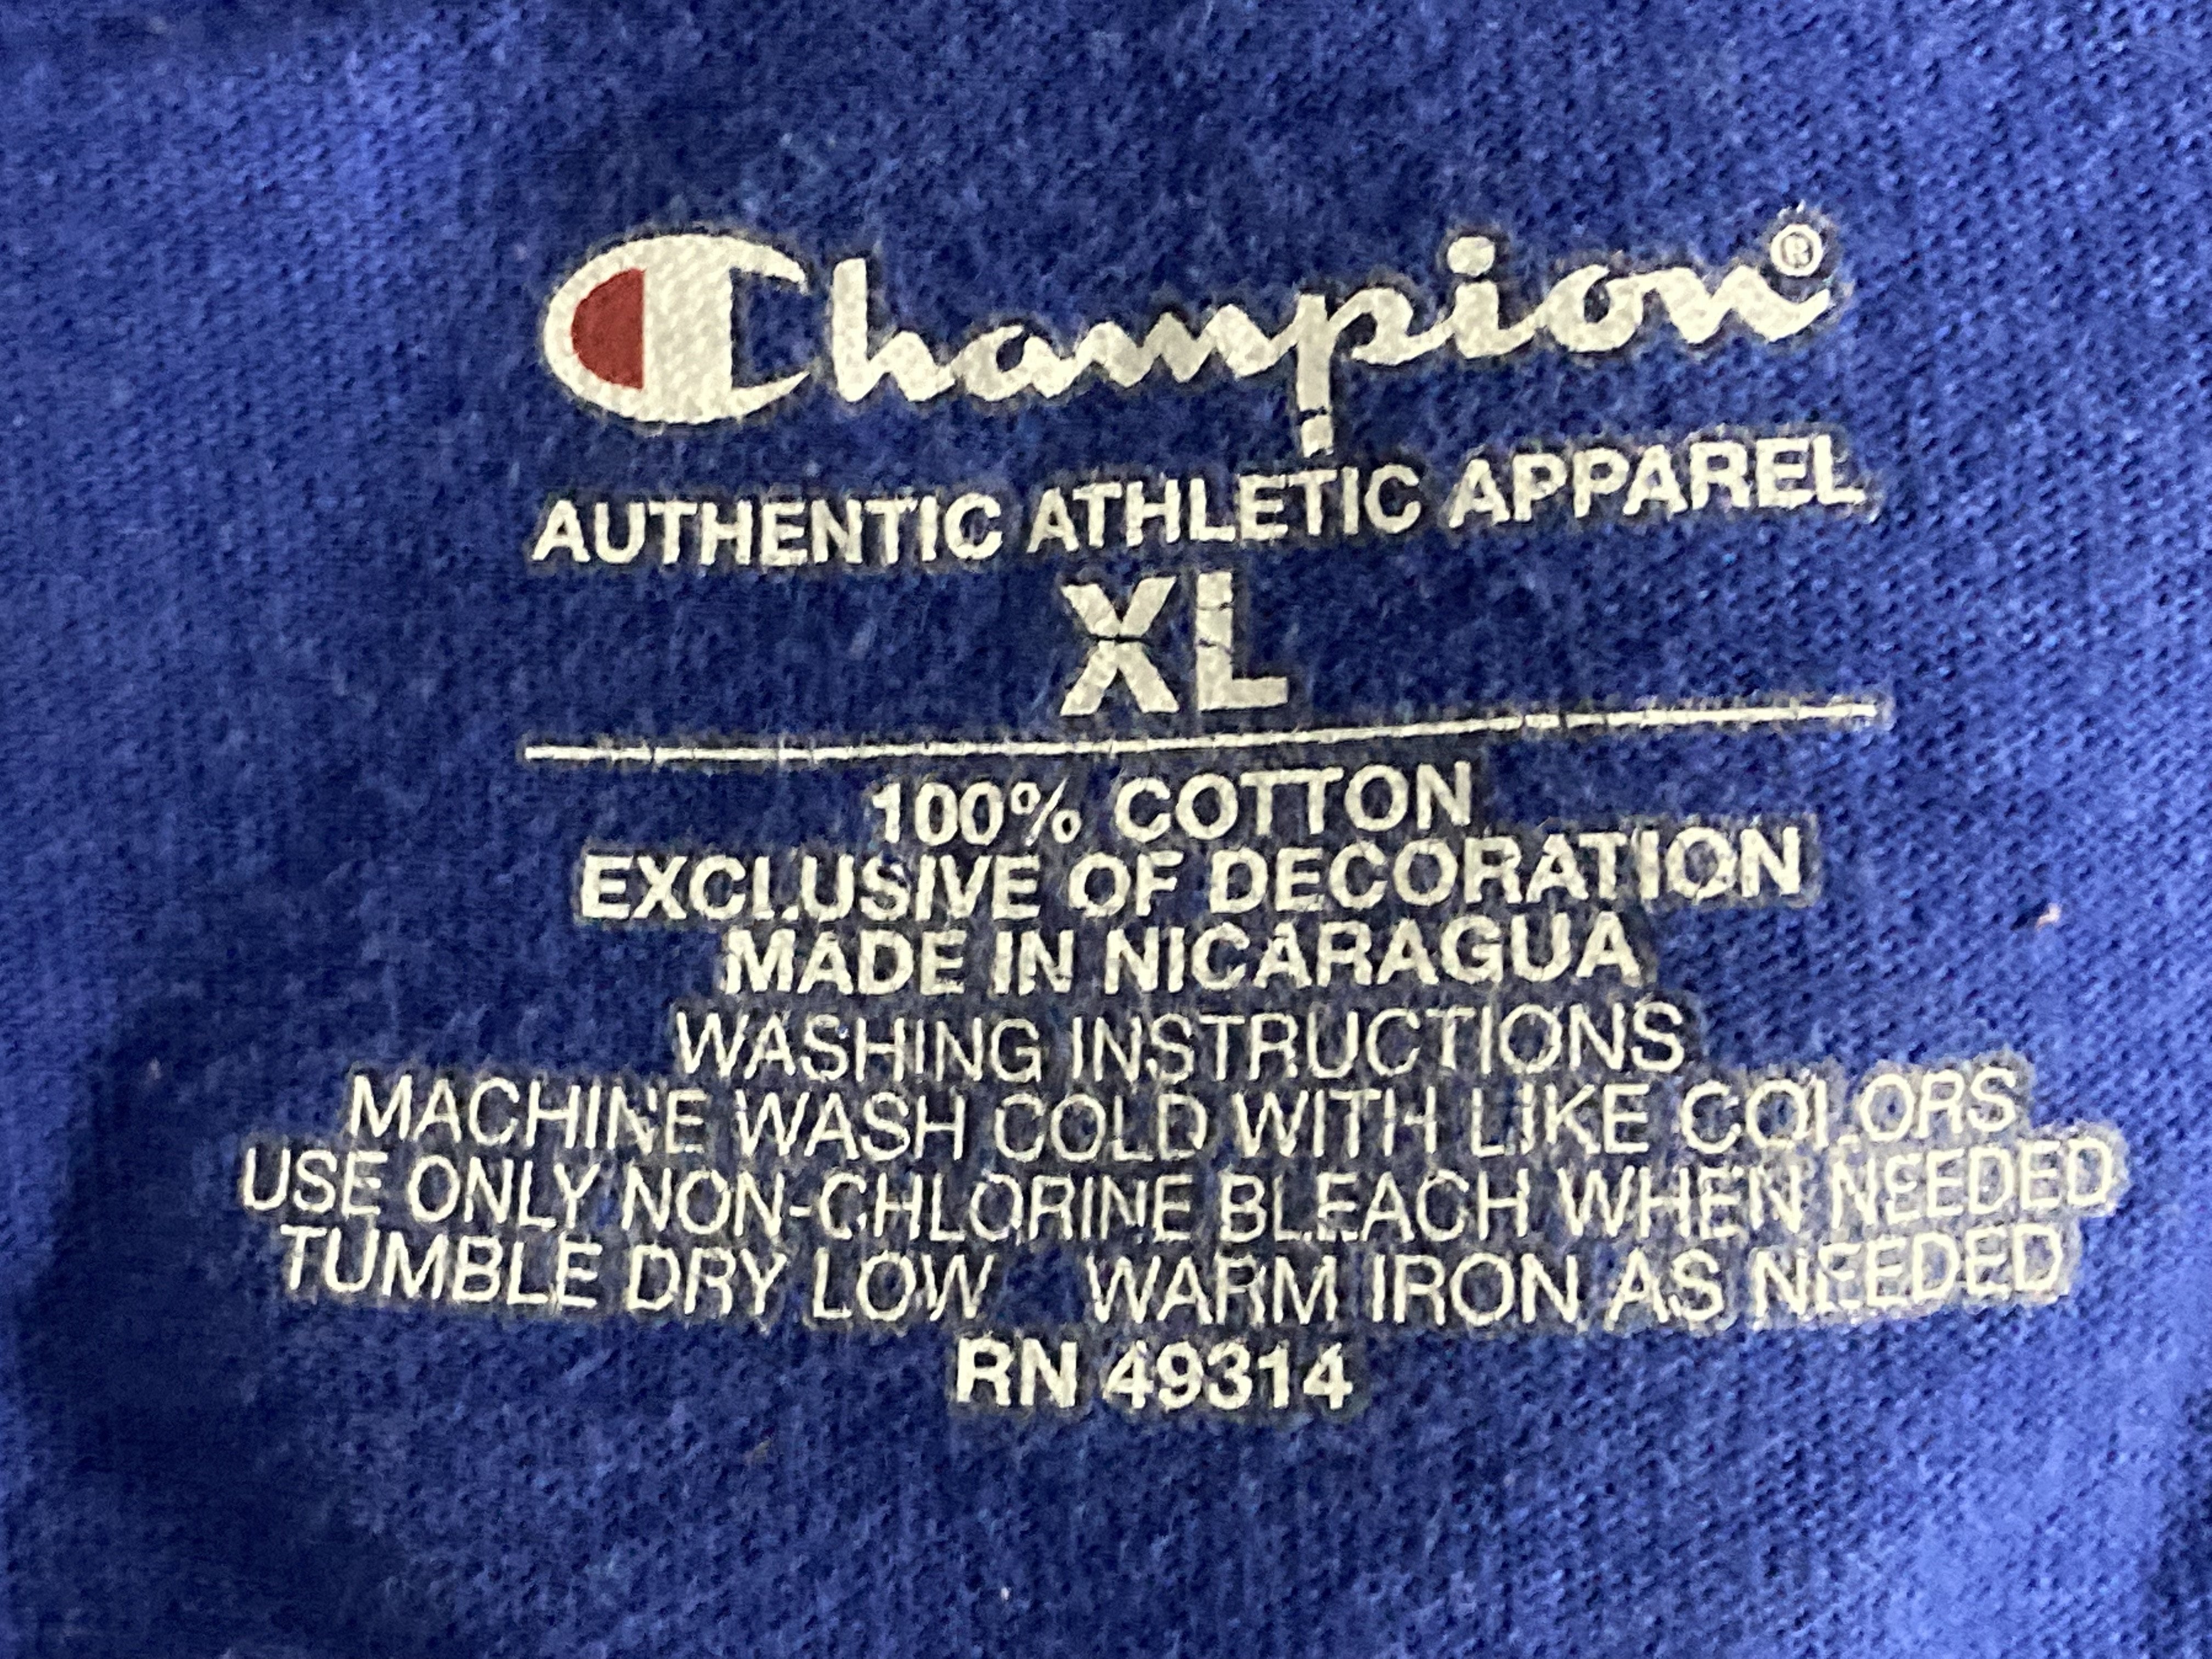 Champion®
AUTHENTIC ATHLETIC APPAREL
XL
100% COTTON
EXCLUSIVE OF DECORATION
MADE IN NICARAGUA
WASHING INSTRUCTIONS
MACHINE WASH COLD WITH LIKE COLORS
USE ONLY NON-CHLORINE BLEACH WHEN NEEDED
TUMBLE DRY LOW WARM IRON AS NEEDED
RN 49314